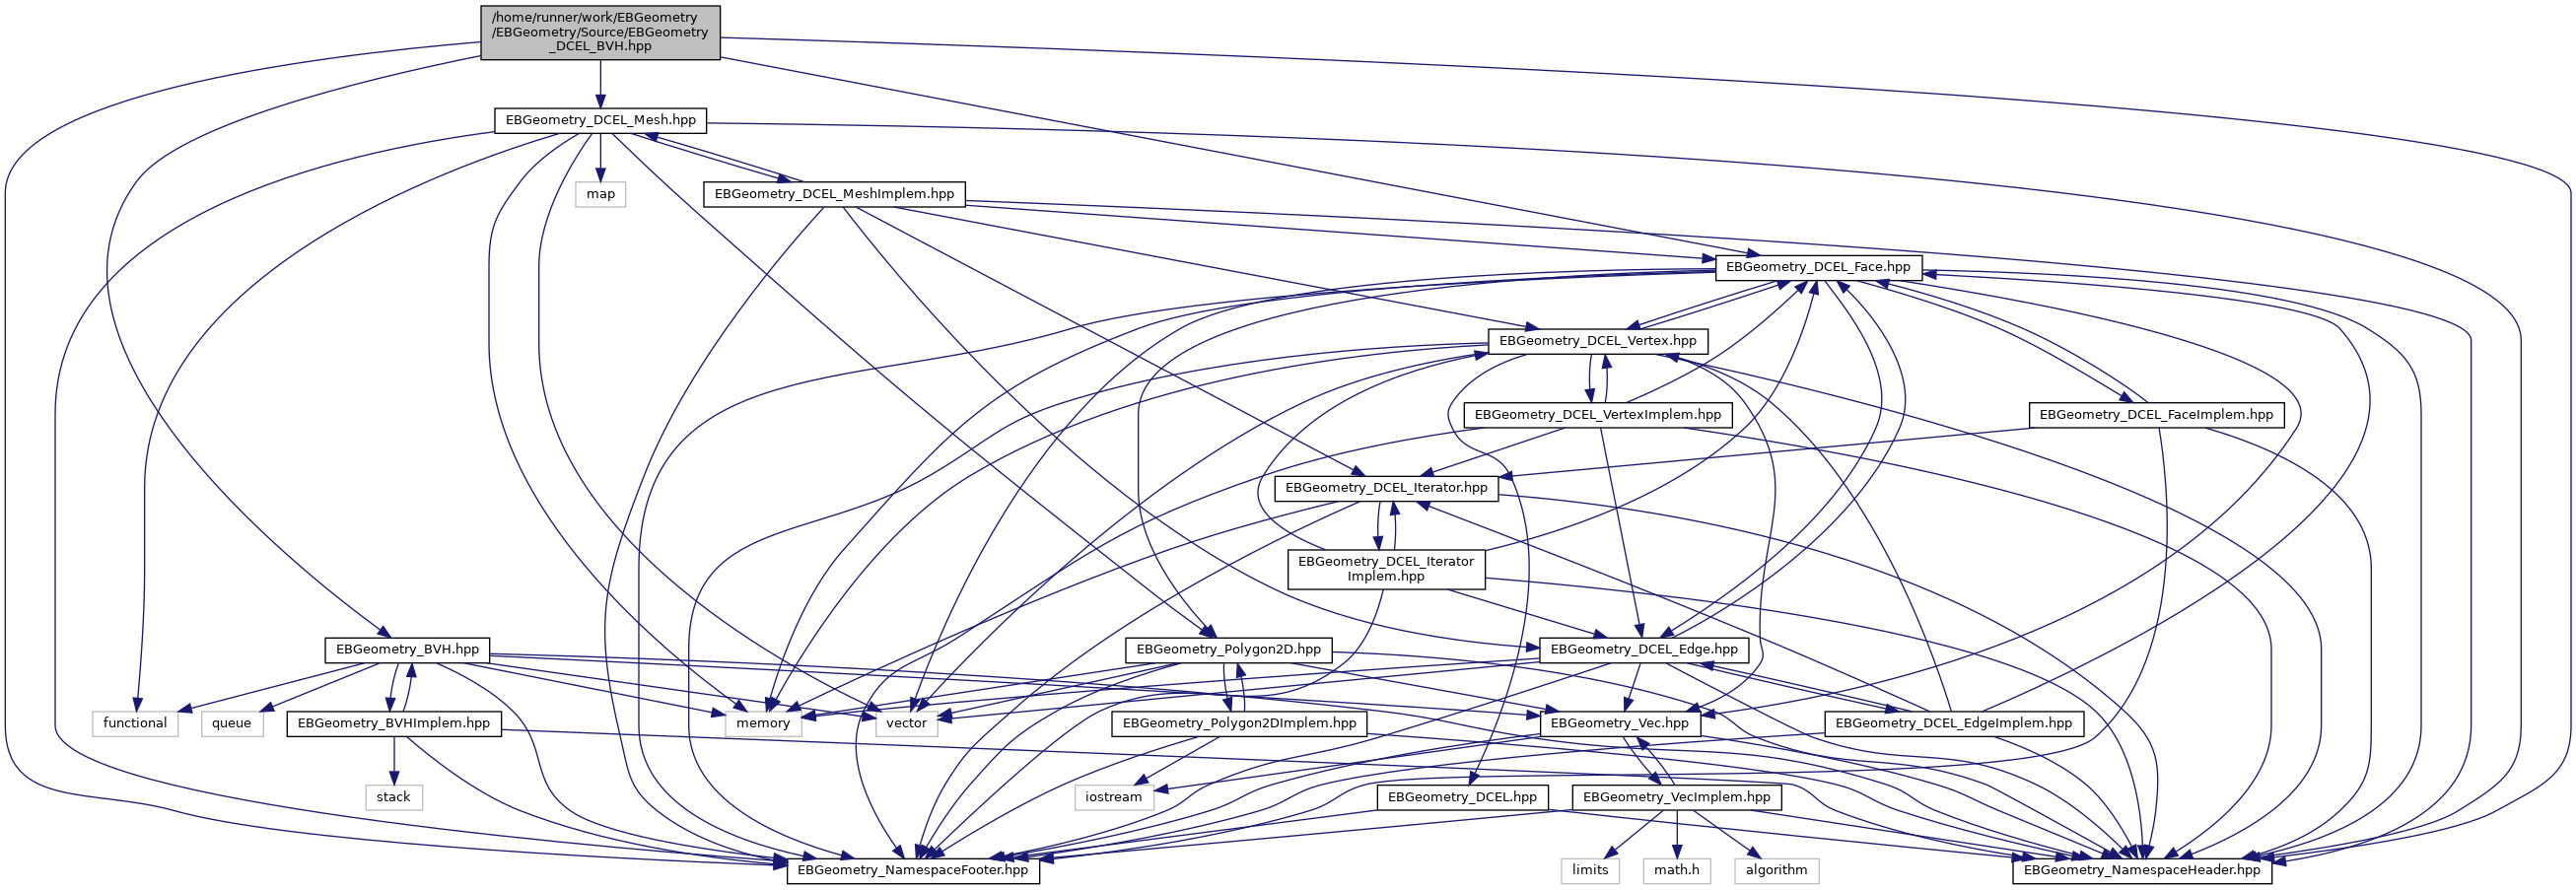 /home/runner/work/EBGeometry
/EBGeometry/Source/EBGeometry
_DCEL_BVH.hpp
EBGeometry_DCEL_Mesh.hpp
map
EBGeometry_DCEL_MeshImplem.hpp
EBGeometry_DCEL_Face.hpp
EBGeometry_DCEL_Vertex.hpp
EBGeometry_DCEL_VertexImplem.hpp
EBGeometry_DCEL_FaceImplem.hpp
EBGeometry_DCEL_Iterator.hpp
EBGeometry_DCEL_Iterator
Implem.hpp
EBGeometry_BVH.hpp
EBGeometry_Polygon2D.hpp
EBGeometry_DCEL_Edge.hpp
functional
queue
EBGeometry_BVHImplem.hpp
memory
vector
EBGeometry_Polygon2DImplem.hpp
EBGeometry_Vec.hpp
EBGeometry_DCEL_EdgeImplem.hpp
stack
iostream
EBGeometry_DCEL.hpp
EBGeometry_VecImplem.hpp
EBGeometry_NamespaceFooter.hpp
limits
math.h
algorithm
EBGeometry_NamespaceHeader.hpp